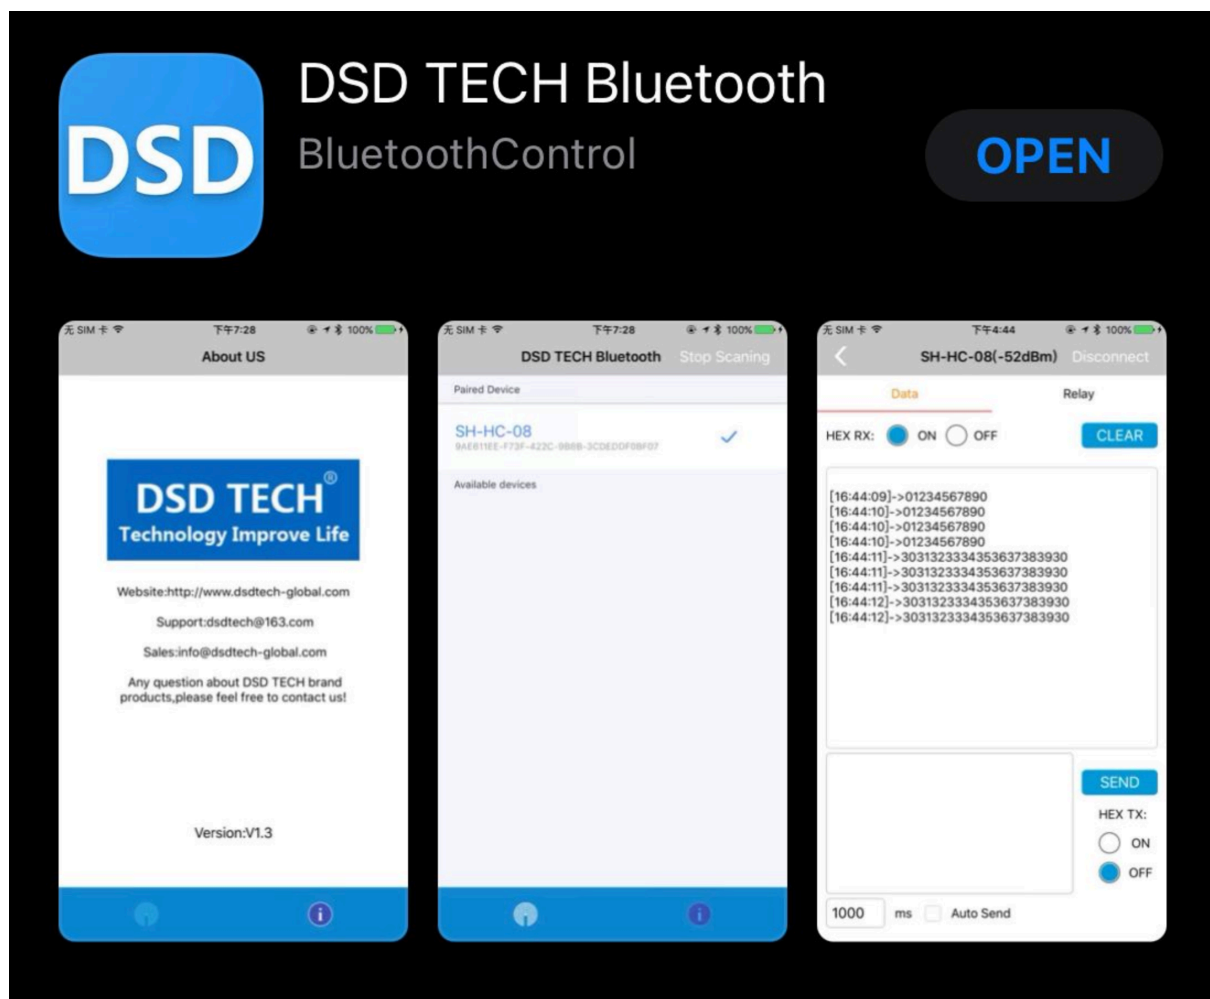 DSD
DSD TECH Bluetooth
BluetoothControl
OPEN
无 SIM 卡 下午7:28 100%
About US
DSD TECH®
Technology Improve Life
Website:http://www.dsdtech-global.com
Support:dsdtech@163.com
Sales:info@dsdtech-global.com
Any question about DSD TECH brand
products,please feel free to contact us!
Version:V1.3
无 SIM 卡 下午7:28 100%
DSD TECH Bluetooth Stop Scaning
Paired Device
SH-HC-08
Available devices
无 SIM 卡 下午4:44 100%
SH-HC-08(-52dBm) Disconnect
Data Relay
HEX RX: ON OFF CLEAR
[16:44:09]->01234567890
[16:44:10]->01234567890
[16:44:10]->01234567890
[16:44:10]->01234567890
[16:44:11]->3031323334353637383930
[16:44:11]->3031323334353637383930
[16:44:11]->3031323334353637383930
[16:44:12]->3031323334353637383930
[16:44:12]->3031323334353637383930
SEND
HEX TX:
ON
OFF
1000 ms Auto Send